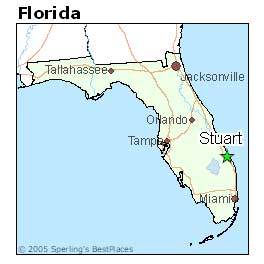 Florida
Tallahassee
Jacksonville
Orlando
Tampa
Stuart
Miami
© 2005 Sperling's BestPlaces